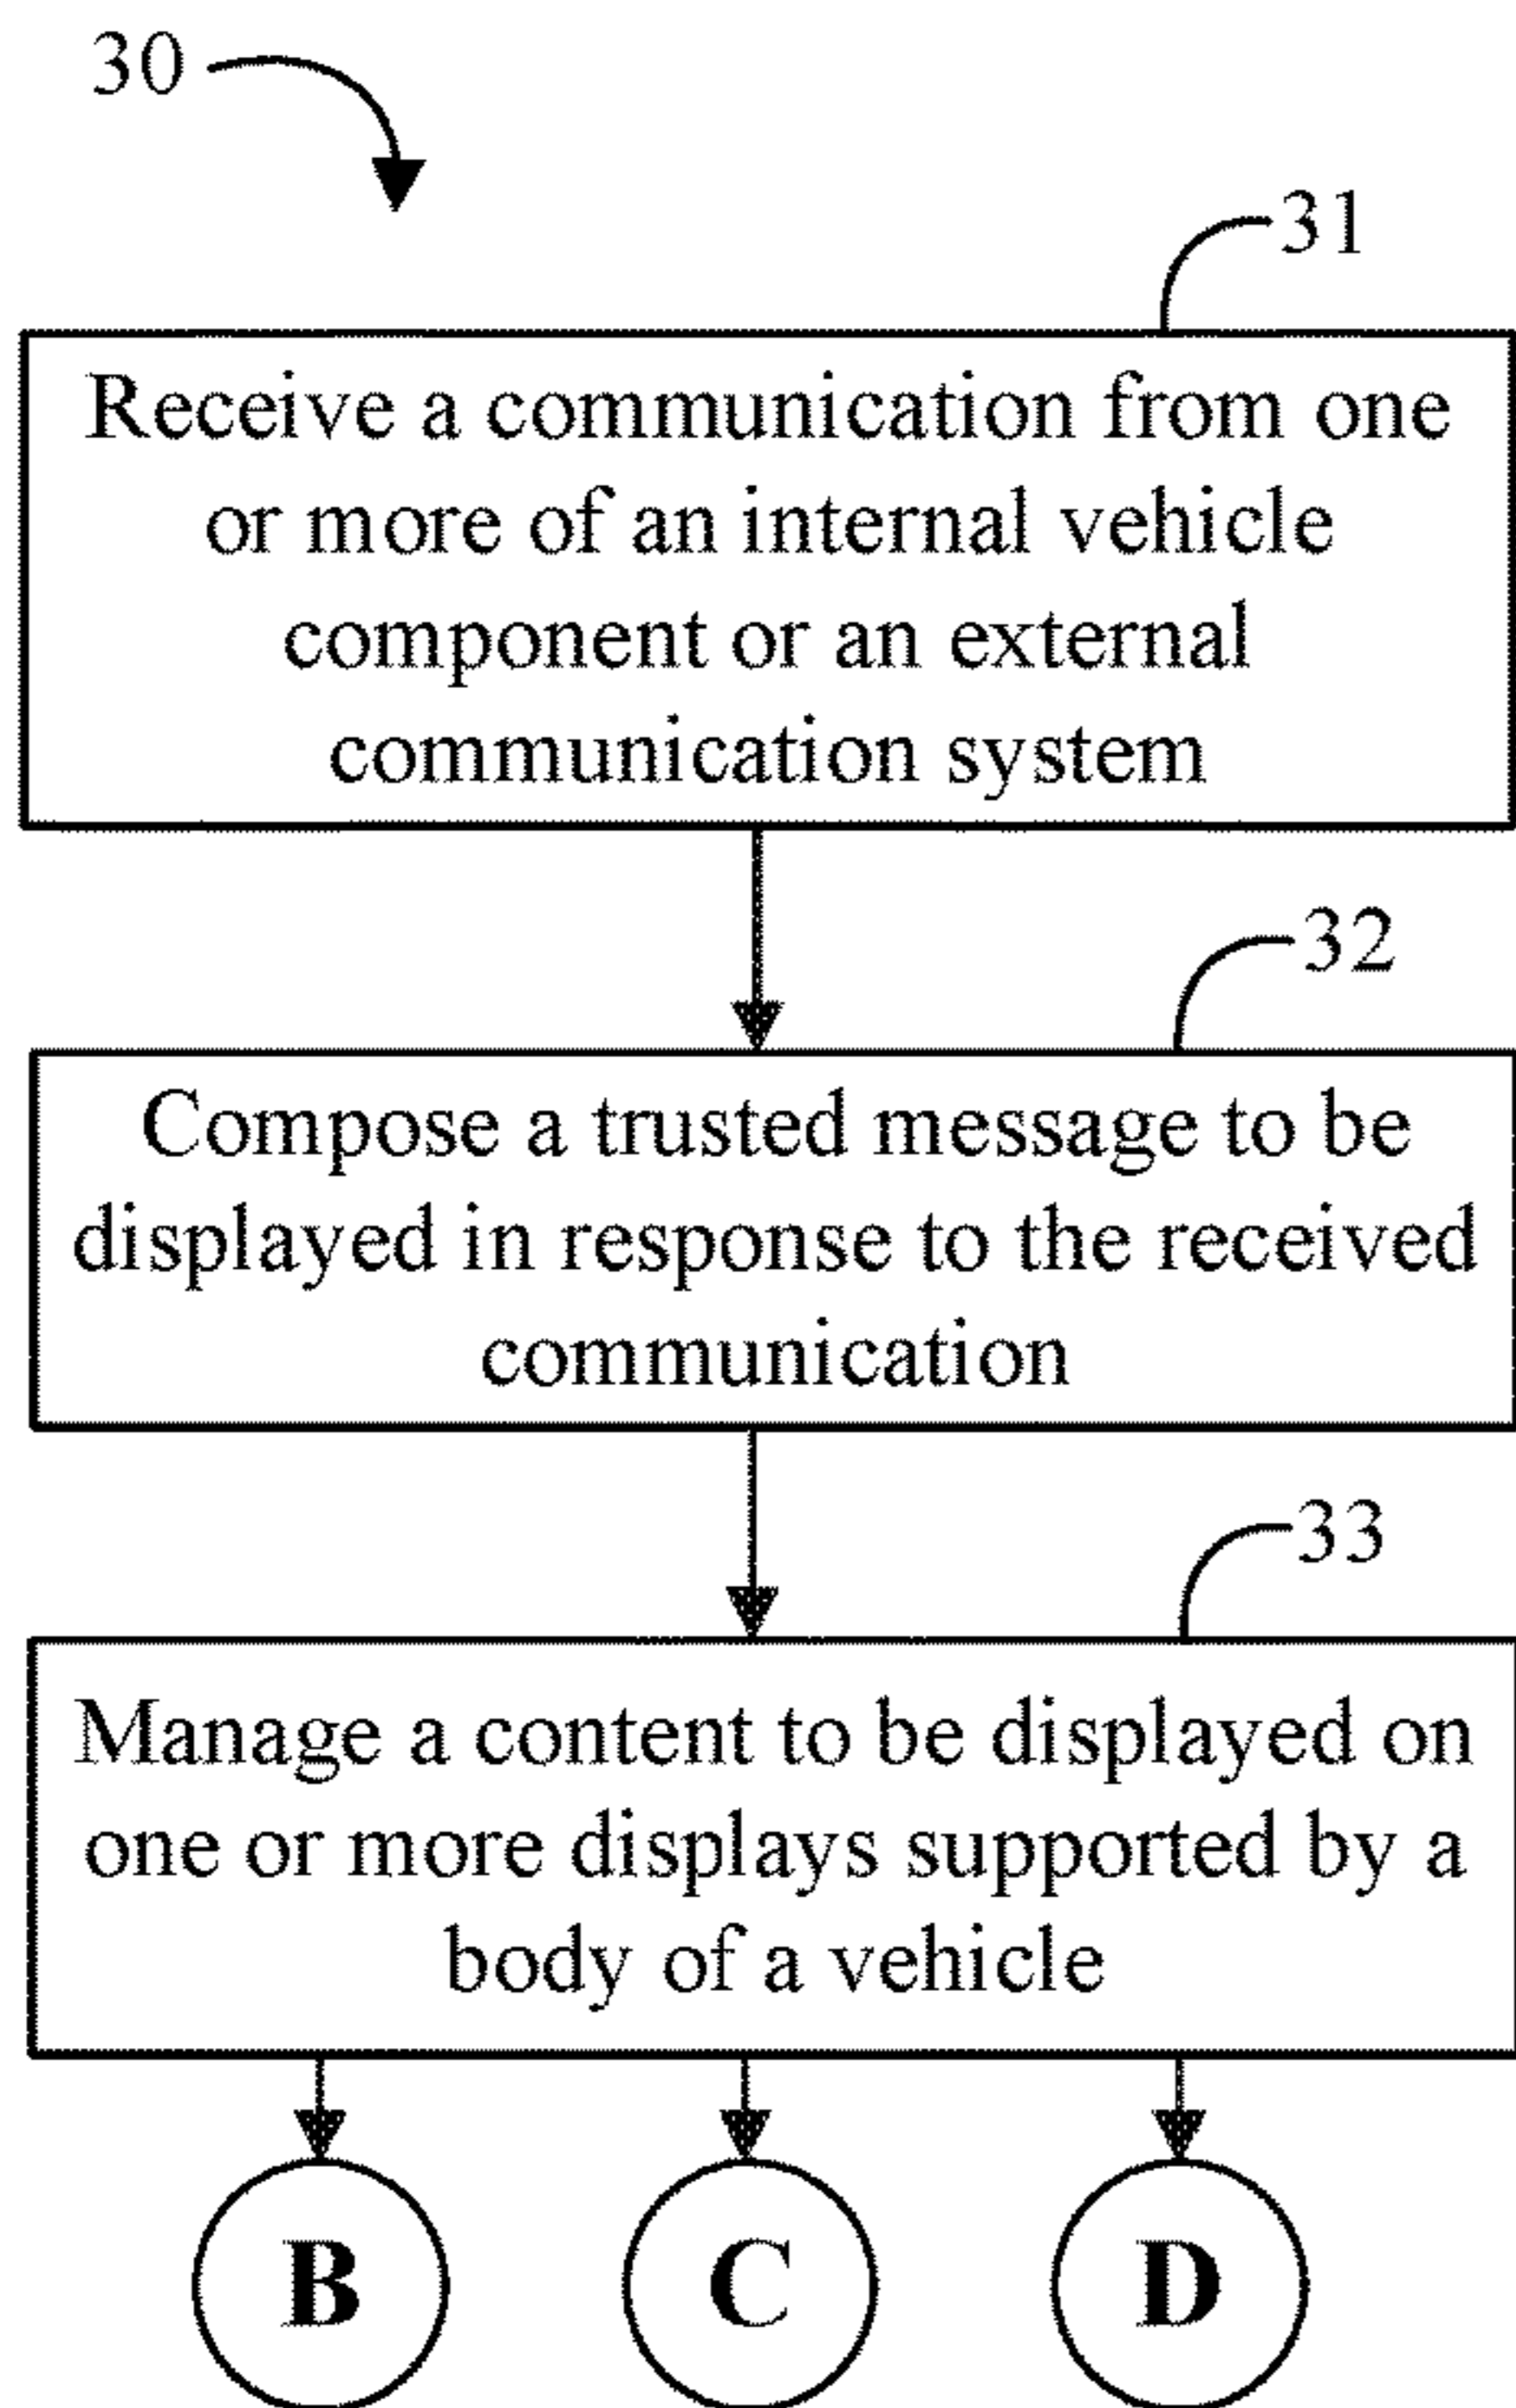 30
31
Receive a communication from one
or more of an internal vehicle
component or an external
communication system
32
Compose a trusted message to be
displayed in response to the received
communication
33
Manage a content to be displayed on
one or more displays supported by a
body of a vehicle
B C D